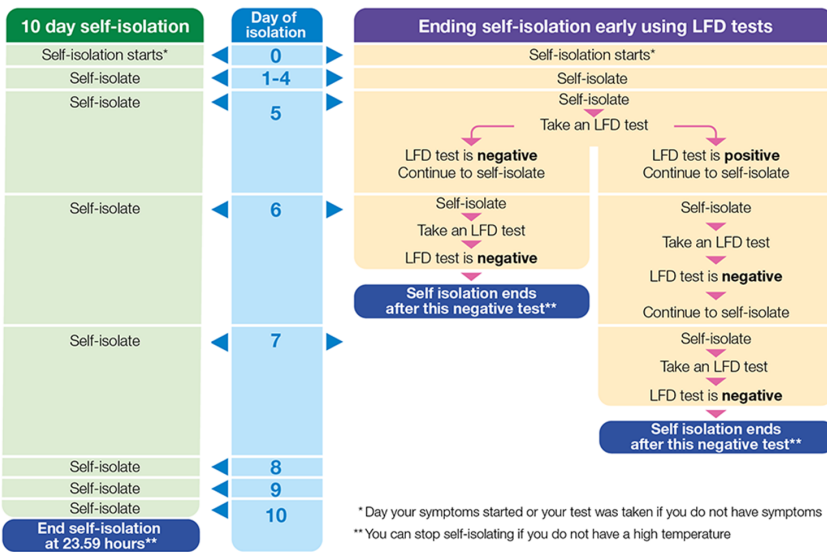 10 day self-isolation
Day of
isolation
Ending self-isolation early using LFD tests
Self-isolation starts*
0
Self-isolation starts*
Self-isolate
1-4
Self-isolate
Self-isolate
5
Self-isolate
Take an LFD test
LFD test is negative
Continue to self-isolate
LFD test is positive
Continue to self-isolate
Self-isolate
6
Self-isolate
Take an LFD test
LFD test is negative
Self isolation ends
after this negative test**
Self-isolate
Take an LFD test
LFD test is negative
Continue to self-isolate
Self-isolate
7
Self-isolate
Take an LFD test
LFD test is negative
Self isolation ends
after this negative test**
Self-isolate
8
Self-isolate
9
Self-isolate
10
End self-isolation
at 23.59 hours**
*Day your symptoms started or your test was taken if you do not have symptoms
**You can stop self-isolating if you do not have a high temperature